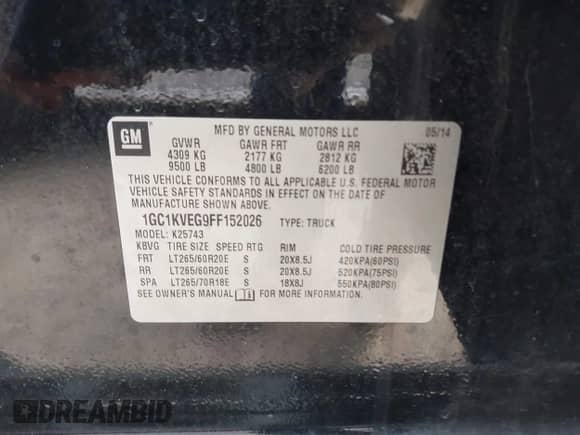 GM
MFD BY GENERAL MOTORS LLC 05/14
GVWR GAWR FRT GAWR RR
4309 KG 2177 KG 2812 KG
9500 LB 4800 LB 6200 LB
THIS VEHICLE CONFORMS TO ALL APPLICABLE U.S. FEDERAL MOTOR
VEHICLE SAFETY STANDARDS IN EFFECT ON THE DATE OF
MANUFACTURE SHOWN ABOVE.
1GC1KVEG9FF152026 TYPE: TRUCK
MODEL: K25743
KBVG TIRE SIZE SPEED RTG RIM COLD TIRE PRESSURE
FRT LT265/60R20E S 20X8.5J 420KPA(60PSI)
RR LT265/60R20E S 20X8.5J 520KPA(75PSI)
SPA LT265/70R18E S 18X8J 550KPA(80PSI)
SEE OWNER'S MANUAL FOR MORE INFORMATION
DREAMBID